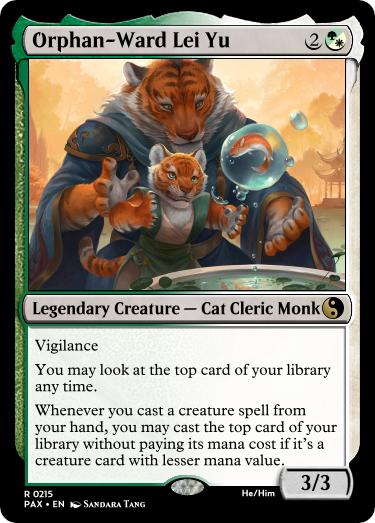 Orphan-Ward Lei Yu 2
Legendary Creature — Cat Cleric Monk
Vigilance
You may look at the top card of your library
any time.
Whenever you cast a creature spell from
your hand, you may cast the top card of your
library without paying its mana cost if it's a
creature card with lesser mana value.
3/3
R 0215
PAX • EN Sandara Tang
He/Him